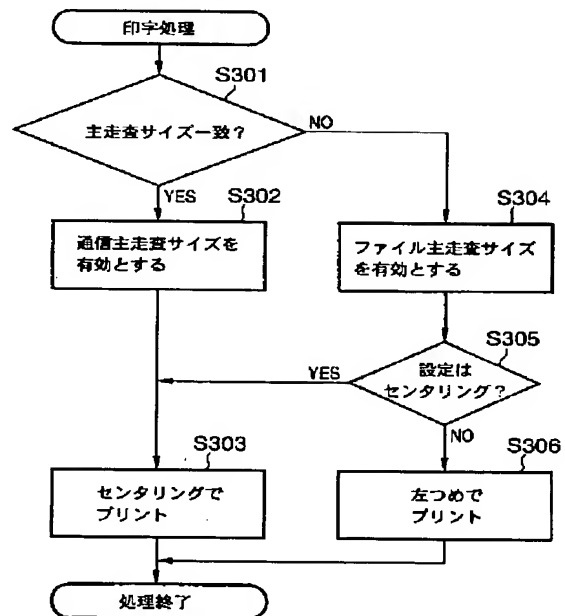 印字処理
S301
主走査サイズ一致?
NO
YES
S302
S304
通信主走査サイズを
有効とする
ファイル主走査サイズ
を有効とする
S305
設定は
センタリング?
YES
NO
S303
S306
センタリングで
プリント
左つめで
プリント
処理終了